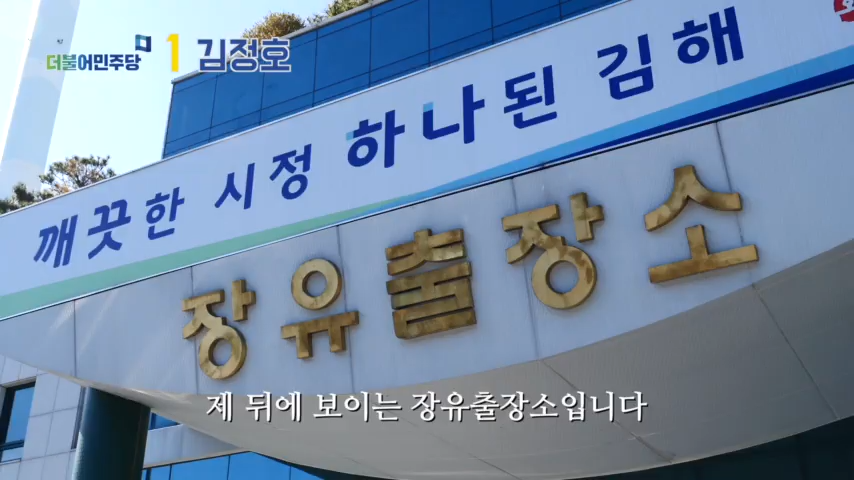 더불어민주당 1 김정호
깨끗한 시정 하나된 김해
장유출장소
제 뒤에 보이는 장유출장소입니다